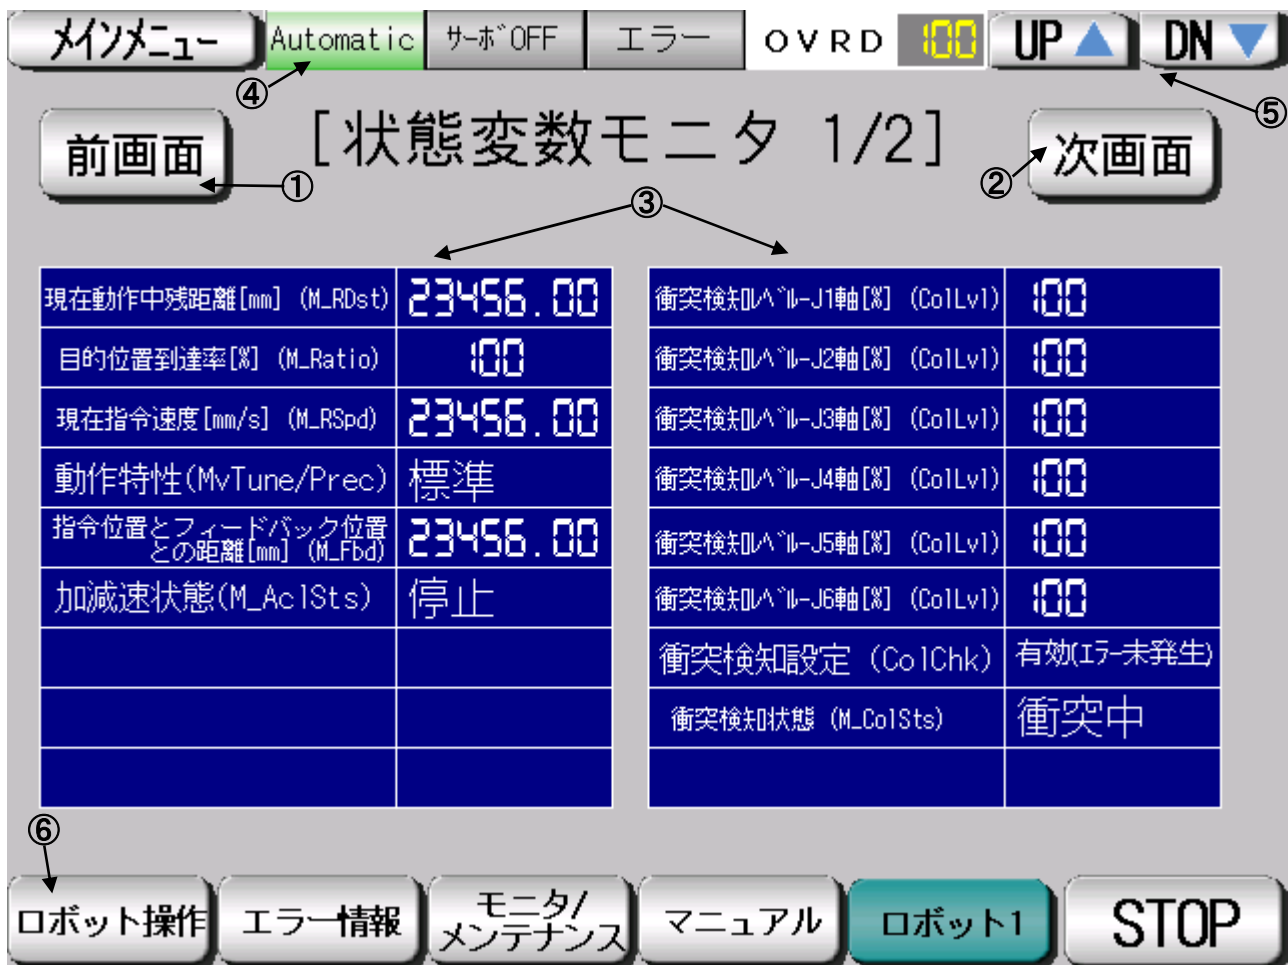 メインメニュー Automatic サーボOFF エラー OVRD 100 UP DN
④
⑤
前画面 [状態変数モニタ 1/2] 次画面
①
②
③
現在動作中残距離[mm] (M_RDst) 23456.00
目的位置到達率[%] (M_Ratio) 100
現在指令速度[mm/s] (M_RSpd) 23456.00
動作特性(MvTune/Prec) 標準
指令位置とフィードバック位置
との距離[mm] (M_Fbd) 23456.00
加減速状態(M_AclSts) 停止
衝突検知レベル-J1軸[%] (ColLvl) 100
衝突検知レベル-J2軸[%] (ColLvl) 100
衝突検知レベル-J3軸[%] (ColLvl) 100
衝突検知レベル-J4軸[%] (ColLvl) 100
衝突検知レベル-J5軸[%] (ColLvl) 100
衝突検知レベル-J6軸[%] (ColLvl) 100
衝突検知設定 (ColChk) 有効(エラー未発生)
衝突検知状態 (M_ColSts) 衝突中
⑥
ロボット操作 エラー情報 モニタ/
メンテナンス マニュアル ロボット1 STOP